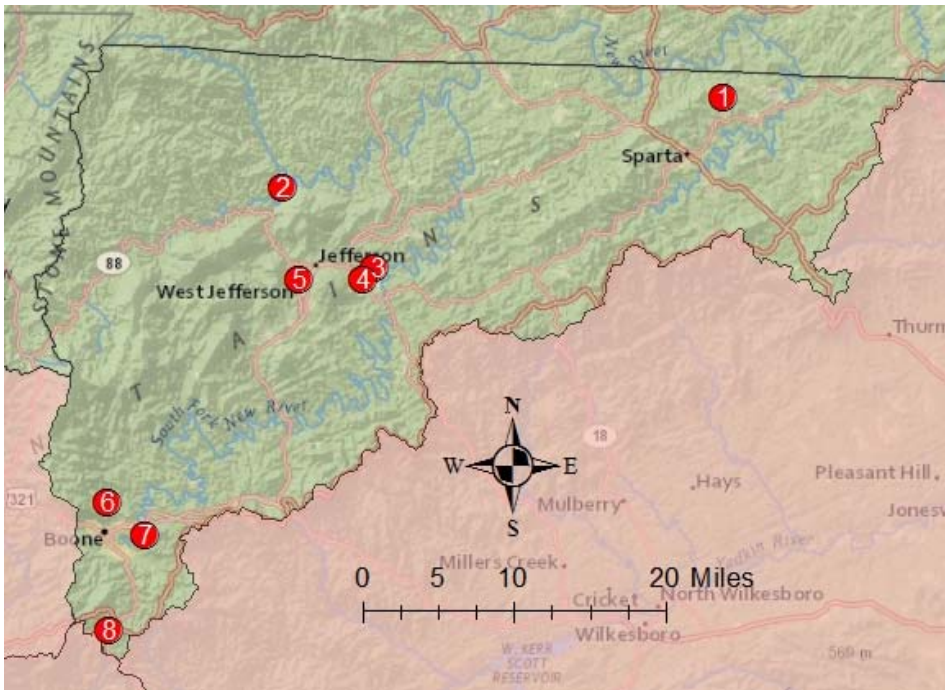 New River
1
STONE MOUNTAINS
Sparta
2
S
88
Jefferson
3
5
4
West Jefferson
N
I
A
T
N
Thurm
South Fork New River
N
W
E
S
18
Hays
Pleasant Hill
321
6
Mulberry
Jonesv
Boone
7
Yadkin River
Millers Creek
0 5 10 20 Miles
Cricket
North Wilkesboro
8
Wilkesboro
W. KERR
SCOTT
RESERVOIR
569 m